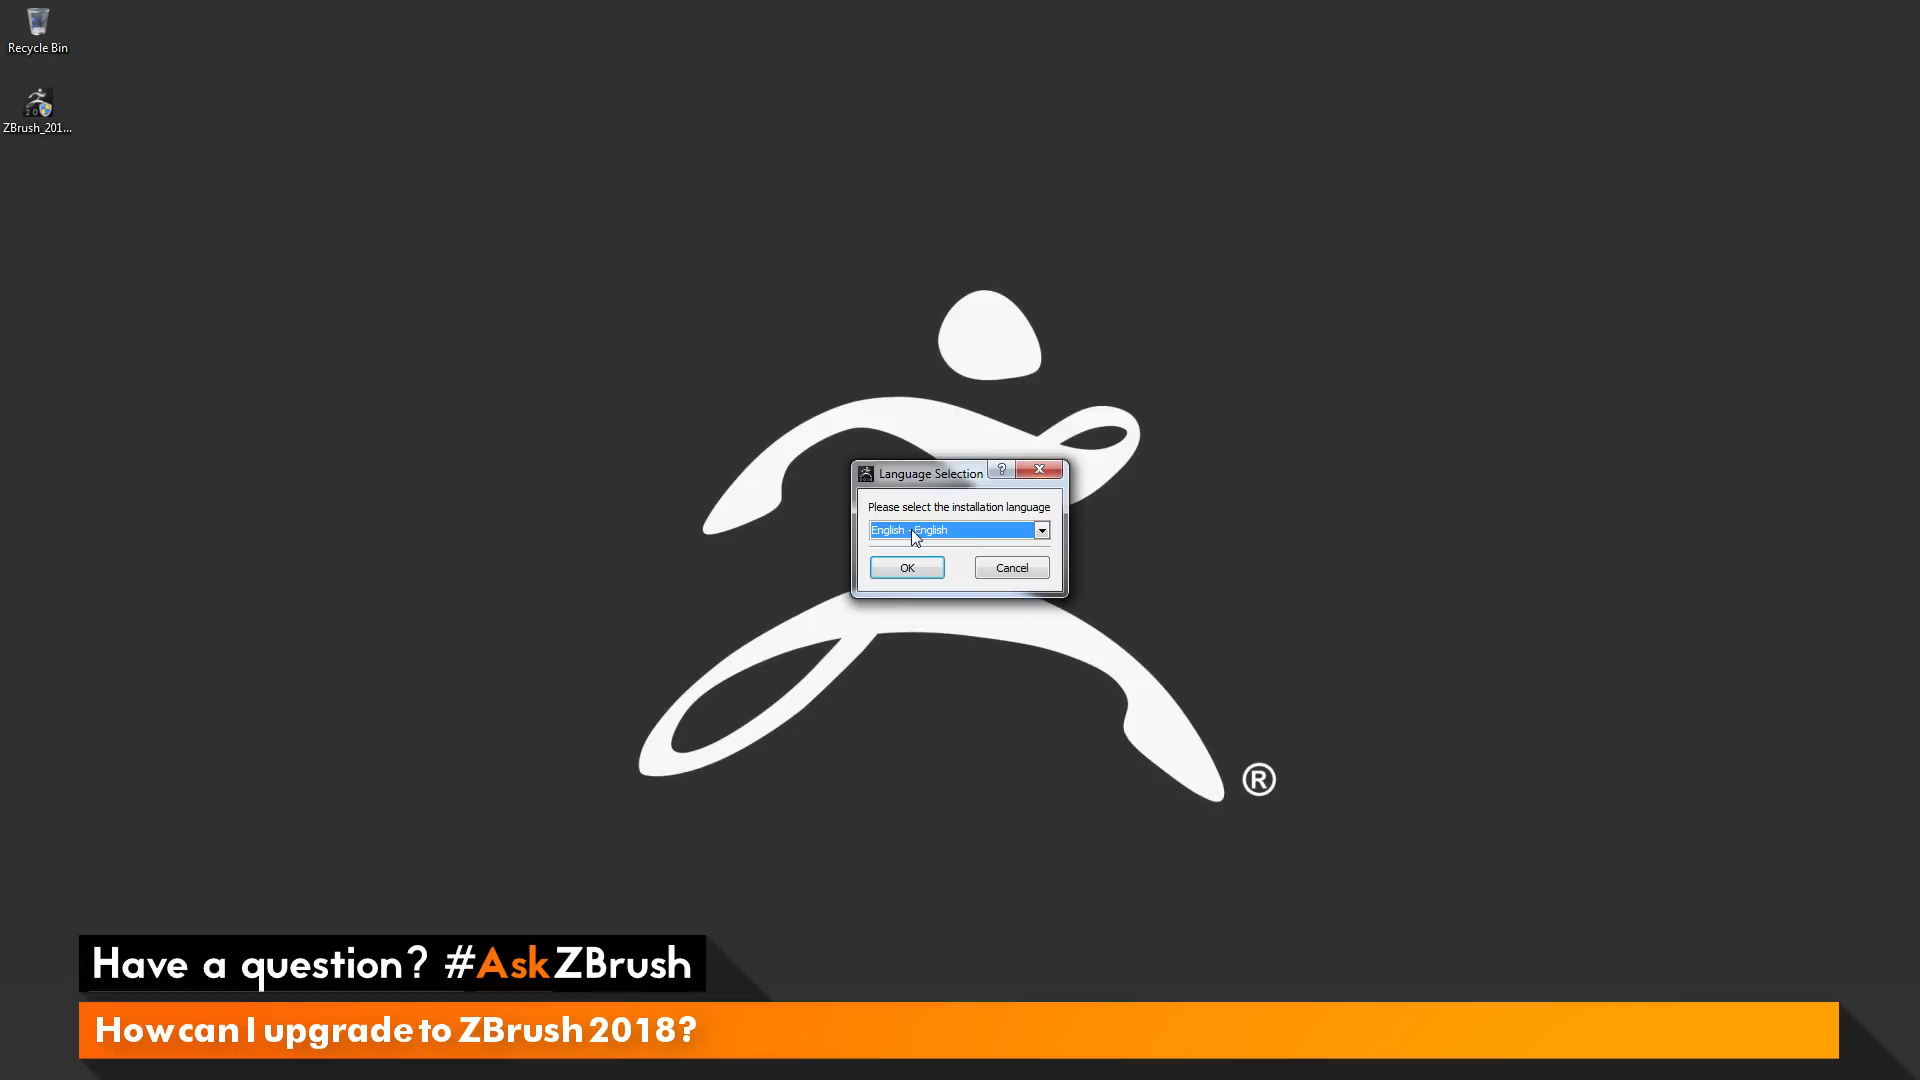 Recycle Bin
ZBrush_201...
Language Selection
Please select the installation language
English - English
OK
Cancel
®
Have a question? #AskZBrush
How can I upgrade to ZBrush 2018?